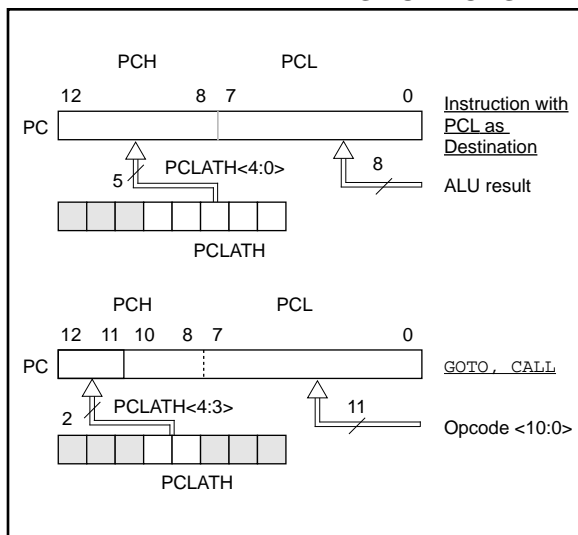 PCH PCL
12 8 7 0
PC
Instruction with
PCL as
Destination
5 PCLATH<4:0> 8
ALU result
PCLATH
PCH PCL
12 11 10 8 7 0
PC GOTO, CALL
2 PCLATH<4:3> 11
Opcode <10:0>
PCLATH